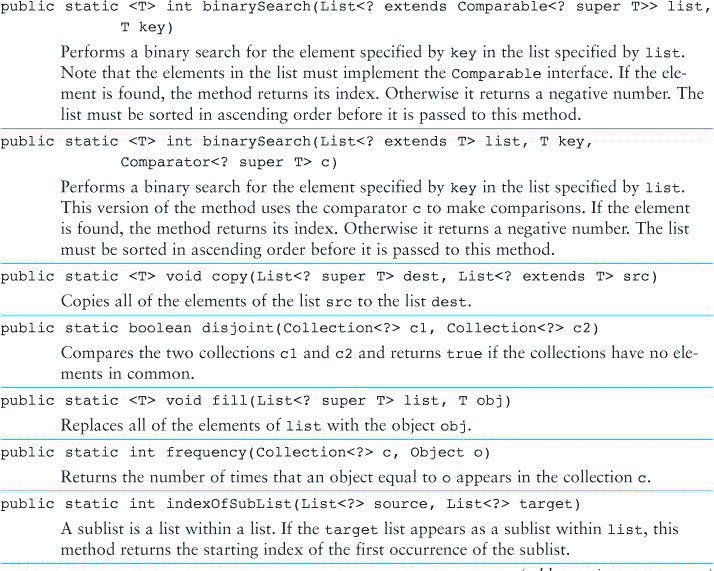 public static <T> int binarySearch(List<? extends Comparable<? super T>> list,
T key)
Performs a binary search for the element specified by key in the list specified by list.
Note that the elements in the list must implement the Comparable interface. If the ele-
ment is found, the method returns its index. Otherwise it returns a negative number. The
list must be sorted in ascending order before it is passed to this method.
public static <T> int binarySearch(List<? extends T> list, T key,
Comparator<? super T> c)
Performs a binary search for the element specified by key in the list specified by list.
This version of the method uses the comparator c to make comparisons. If the element
is found, the method returns its index. Otherwise it returns a negative number. The list
must be sorted in ascending order before it is passed to this method.
public static <T> void copy(List<? super T> dest, List<? extends T> src)
Copies all of the elements of the list src to the list dest.
public static boolean disjoint(Collection<?> c1, Collection<?> c2)
Compares the two collections c1 and c2 and returns true if the collections have no ele-
ments in common.
public static <T> void fill(List<? super T> list, T obj)
Replaces all of the elements of list with the object obj.
public static int frequency(Collection<?> c, Object o)
Returns the number of times that an object equal to o appears in the collection c.
public static int indexOfSubList(List<?> source, List<?> target)
A sublist is a list within a list. If the target list appears as a sublist within list, this
method returns the starting index of the first occurrence of the sublist.